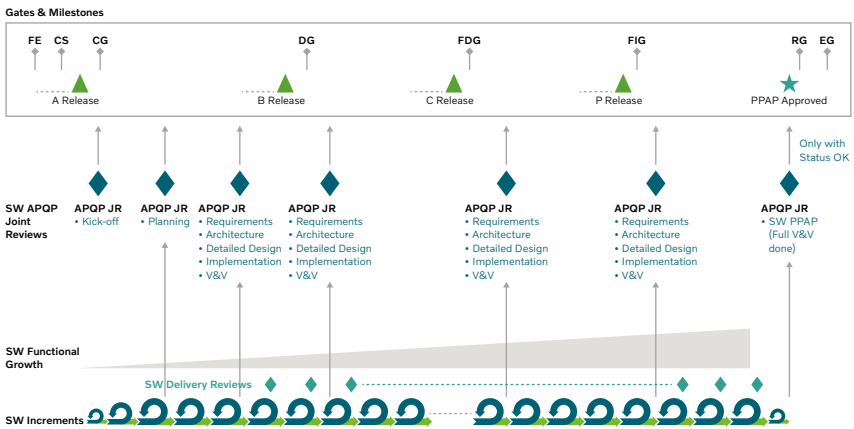 Gates & Milestones
FE CS CG DG FDG FIG RG EG
A Release B Release C Release P Release PPAP Approved
Only with
Status OK
SW APQP
Joint
Reviews
APQP JR
• Kick-off
APQP JR
• Planning
APQP JR
• Requirements
• Architecture
• Detailed Design
• Implementation
• V&V
APQP JR
• Requirements
• Architecture
• Detailed Design
• Implementation
• V&V
APQP JR
• Requirements
• Architecture
• Detailed Design
• Implementation
• V&V
APQP JR
• Requirements
• Architecture
• Detailed Design
• Implementation
• V&V
APQP JR
• SW PPAP
(Full V&V
done)
SW Functional
Growth
SW Delivery Reviews
SW Increments